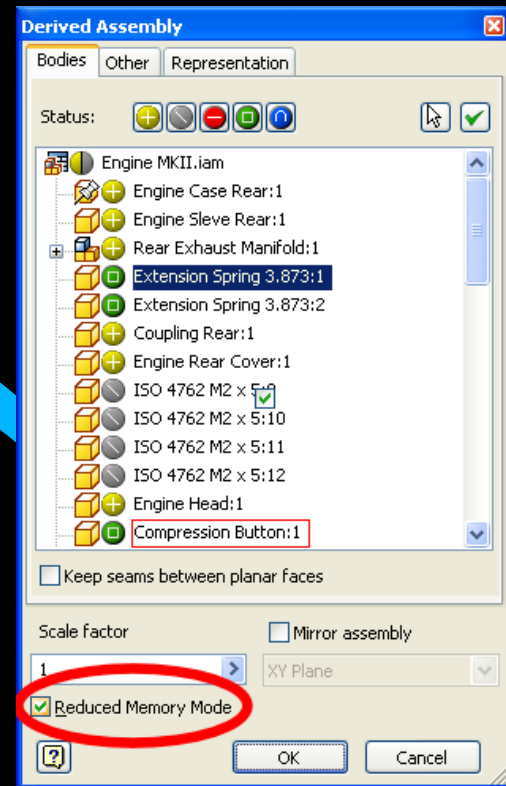 Derived Assembly
Bodies Other Representation
Status:
Engine MKII.iam
Engine Case Rear:1
Engine Sleve Rear:1
Rear Exhaust Manifold:1
Extension Spring 3.873:1
Extension Spring 3.873:2
Coupling Rear:1
Engine Rear Cover:1
ISO 4762 M2 x
ISO 4762 M2 x 5:10
ISO 4762 M2 x 5:11
ISO 4762 M2 x 5:12
Engine Head:1
Compression Button:1
Keep seams between planar faces
Scale factor
Mirror assembly
1
XY Plane
Reduced Memory Mode
OK Cancel